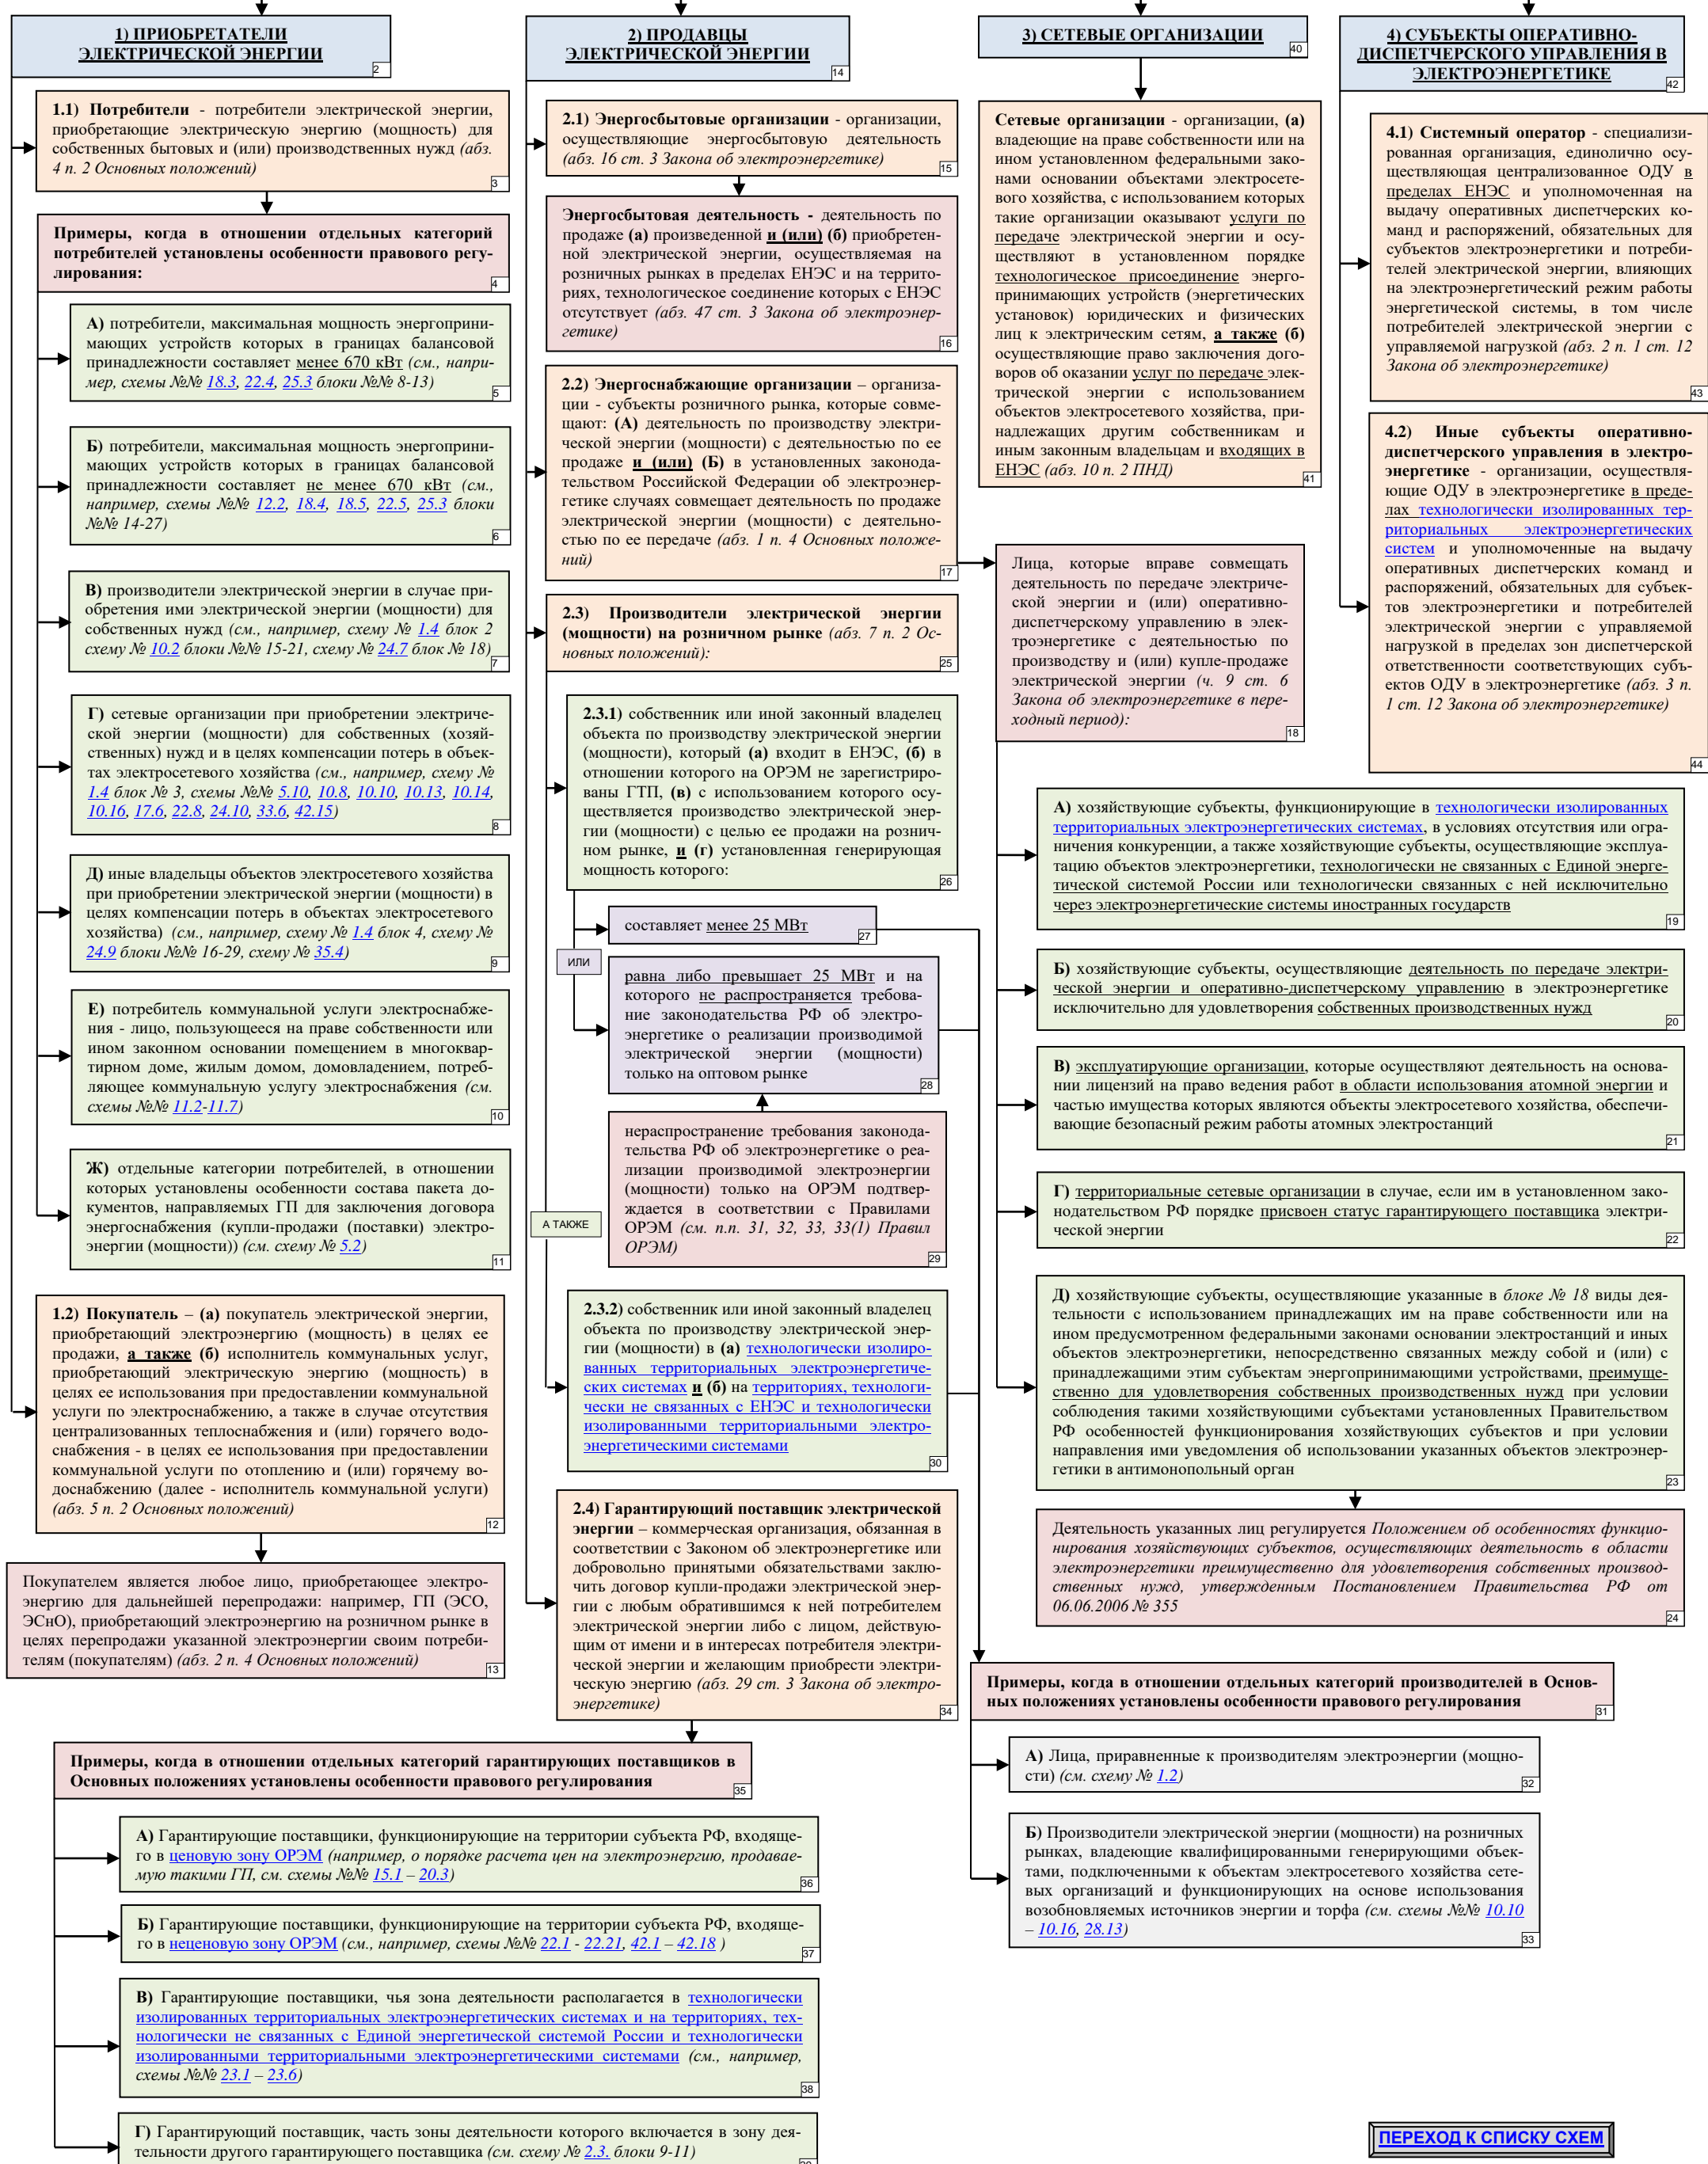 1) ПРИОБРЕТАТЕЛИ
ЭЛЕКТРИЧЕСКОЙ ЭНЕРГИИ
2
1.1) Потребители - потребители электрической энергии,
приобретающие электрическую энергию (мощность) для
собственных бытовых и (или) производственных нужд (абз.
4 п. 2 Основных положений)
3
Примеры, когда в отношении отдельных категорий
потребителей установлены особенности правового регу-
лирования:
4
А) потребители, максимальная мощность энергоприни-
мающих устройств которых в границах балансовой
принадлежности составляет менее 670 кВт (см., напри-
мер, схемы №№ 18.3, 22.4, 25.3 блоки №№ 8-13)
5
Б) потребители, максимальная мощность энергоприни-
мающих устройств которых в границах балансовой
принадлежности составляет не менее 670 кВт (см.,
например, схемы №№ 12.2, 18.4, 18.5, 22.5, 25.3 блоки
№№ 14-27)
6
В) производители электрической энергии в случае при-
обретения ими электрической энергии (мощности) для
собственных нужд (см., например, схему № 1.4 блок 2
схему № 10.2 блоки №№ 15-21, схему № 24.7 блок № 18)
7
Г) сетевые организации при приобретении электриче-
ской энергии (мощности) для собственных (хозяй-
ственных) нужд и в целях компенсации потерь в объек-
тах электросетевого хозяйства (см., например, схему №
1.4 блок № 3, схемы №№ 5.10, 10.8, 10.10, 10.13, 10.14,
10.16, 17.6, 22.8, 24.10, 33.6, 42.15)
8
Д) иные владельцы объектов электросетевого хозяйства
при приобретении электрической энергии (мощности) в
целях компенсации потерь в объектах электросетевого
хозяйства) (см., например, схему № 1.4 блок 4, схему №
24.9 блоки №№ 16-29, схему № 35.4)
9
Е) потребитель коммунальной услуги электроснабже-
ния - лицо, пользующееся на праве собственности или
ином законном основании помещением в многоквар-
тирном доме, жилым домом, домовладением, потреб-
ляющее коммунальную услугу электроснабжения (см.
схемы №№ 11.2-11.7)
10
Ж) отдельные категории потребителей, в отношении
которых установлены особенности состава пакета до-
кументов, направляемых ГП для заключения договора
энергоснабжения (купли-продажи (поставки) электро-
энергии (мощности)) (см. схему № 5.2)
11
1.2) Покупатель – (а) покупатель электрической энергии,
приобретающий электроэнергию (мощность) в целях ее
продажи, а также (б) исполнитель коммунальных услуг,
приобретающий электрическую энергию (мощность) в
целях ее использования при предоставлении коммунальной
услуги по электроснабжению, а также в случае отсутствия
централизованных теплоснабжения и (или) горячего водо-
снабжения - в целях ее использования при предоставлении
коммунальной услуги по отоплению и (или) горячему во-
доснабжению (далее - исполнитель коммунальной услуги)
(абз. 5 п. 2 Основных положений)
12
Покупателем является любое лицо, приобретающее электро-
энергию для дальнейшей перепродажи: например, ГП (ЭСО,
ЭСнО), приобретающий электроэнергию на розничном рынке в
целях перепродажи указанной электроэнергии своим потреби-
телям (покупателям) (абз. 2 п. 4 Основных положений)
13
2) ПРОДАВЦЫ
ЭЛЕКТРИЧЕСКОЙ ЭНЕРГИИ
14
2.1) Энергосбытовые организации - организации,
осуществляющие энергосбытовую деятельность
(абз. 16 ст. 3 Закона об электроэнергетике)
15
Энергосбытовая деятельность - деятельность по
продаже (а) произведенной и (или) (б) приобретен-
ной электрической энергии, осуществляемая на
розничных рынках в пределах ЕНЭС и на террито-
риях, технологическое соединение которых с ЕНЭС
отсутствует (абз. 47 ст. 3 Закона об электроэнер-
гетике)
16
2.2) Энергоснабжающие организации – организа-
ции - субъекты розничного рынка, которые совме-
щают: (А) деятельность по производству электри-
ческой энергии (мощности) с деятельностью по ее
продаже и (или) (Б) в установленных законода-
тельством Российской Федерации об электроэнер-
гетике случаях совмещает деятельность по продаже
электрической энергии (мощности) с деятельно-
стью по ее передаче (абз. 1 п. 4 Основных положе-
ний)
17
2.3) Производители электрической энергии
(мощности) на розничном рынке (абз. 7 п. 2 Ос-
новных положений):
25
2.3.1) собственник или иной законный владелец
объекта по производству электрической энергии
(мощности), который (а) входит в ЕНЭС, (б) в
отношении которого на ОРЭМ не зарегистриро-
ваны ГТП, (в) с использованием которого осу-
ществляется производство электрической энер-
гии (мощности) с целью ее продажи на рознич-
ном рынке, и (г) установленная генерирующая
мощность которого:
26
составляет менее 25 МВт
27
ИЛИ
равна либо превышает 25 МВт и на
которого не распространяется требова-
ние законодательства РФ об электро-
энергетике о реализации производимой
электрической энергии (мощности)
только на оптовом рынке
28
нераспространение требования законода-
тельства РФ об электроэнергетике о реа-
лизации производимой электроэнергии
(мощности) только на ОРЭМ подтвер-
ждается в соответствии с Правилами
ОРЭМ (см. п.п. 31, 32, 33, 33(1) Правил
ОРЭМ)
29
А ТАКЖЕ
2.3.2) собственник или иной законный владелец
объекта по производству электрической энер-
гии (мощности) в (а) технологически изолиро-
ванных территориальных электроэнергетиче-
ских системах и (б) на территориях, технологи-
чески не связанных с ЕНЭС и технологически
изолированными территориальными электро-
энергетическими системами
30
2.4) Гарантирующий поставщик электрической
энергии – коммерческая организация, обязанная в
соответствии с Законом об электроэнергетике или
добровольно принятыми обязательствами заклю-
чить договор купли-продажи электрической энер-
гии с любым обратившимся к ней потребителем
электрической энергии либо с лицом, действую-
щим от имени и в интересах потребителя электри-
ческой энергии и желающим приобрести электри-
ческую энергию (абз. 29 ст. 3 Закона об электро-
энергетике)
34
Примеры, когда в отношении отдельных категорий гарантирующих поставщиков в
Основных положениях установлены особенности правового регулирования
35
А) Гарантирующие поставщики, функционирующие на территории субъекта РФ, входяще-
го в ценовую зону ОРЭМ (например, о порядке расчета цен на электроэнергию, продавае-
мую такими ГП, см. схемы №№ 15.1 – 20.3)
36
Б) Гарантирующие поставщики, функционирующие на территории субъекта РФ, входяще-
го в неценовую зону ОРЭМ (см., например, схемы №№ 22.1 - 22.21, 42.1 – 42.18 )
37
В) Гарантирующие поставщики, чья зона деятельности располагается в технологически
изолированных территориальных электроэнергетических системах и на территориях, тех-
нологически не связанных с Единой энергетической системой России и технологически
изолированными территориальными электроэнергетическими системами (см., например,
схемы №№ 23.1 – 23.6)
38
Г) Гарантирующий поставщик, часть зоны деятельности которого включается в зону дея-
тельности другого гарантирующего поставщика (см. схему № 2.3. блоки 9-11)
3) СЕТЕВЫЕ ОРГАНИЗАЦИИ
40
Сетевые организации - организации, (а)
владеющие на праве собственности или на
ином установленном федеральными зако-
нами основании объектами электросете-
вого хозяйства, с использованием которых
такие организации оказывают услуги по
передаче электрической энергии и осу-
ществляют в установленном порядке
технологическое присоединение энерго-
принимающих устройств (энергетических
установок) юридических и физических
лиц к электрическим сетям, а также (б)
осуществляющие право заключения дого-
воров об оказании услуг по передаче элек-
трической энергии с использованием
объектов электросетевого хозяйства, при-
надлежащих другим собственникам и
иным законным владельцам и входящих в
ЕНЭС (абз. 10 п. 2 ПНД)
41
Лица, которые вправе совмещать
деятельность по передаче электриче-
ской энергии и (или) оперативно-
диспетчерскому управлению в элек-
троэнергетике с деятельностью по
производству и (или) купле-продаже
электрической энергии (ч. 9 ст. 6
Закона об электроэнергетике в пере-
ходный период):
18
4) СУБЪЕКТЫ ОПЕРАТИВНО-
ДИСПЕТЧЕРСКОГО УПРАВЛЕНИЯ В
ЭЛЕКТРОЭНЕРГЕТИКЕ
42
4.1) Системный оператор - специализи-
рованная организация, единолично осу-
ществляющая централизованное ОДУ в
пределах ЕНЭС и уполномоченная на
выдачу оперативных диспетчерских ко-
манд и распоряжений, обязательных для
субъектов электроэнергетики и потреби-
телей электрической энергии, влияющих
на электроэнергетический режим работы
энергетической системы, в том числе
потребителей электрической энергии с
управляемой нагрузкой (абз. 2 п. 1 ст. 12
Закона об электроэнергетике)
43
4.2) Иные субъекты оперативно-
диспетчерского управления в электро-
энергетике - организации, осуществля-
ющие ОДУ в электроэнергетике в преде-
лах технологически изолированных тер-
риториальных электроэнергетических
систем и уполномоченные на выдачу
оперативных диспетчерских команд и
распоряжений, обязательных для субъек-
тов электроэнергетики и потребителей
электрической энергии с управляемой
нагрузкой в пределах зон диспетчерской
ответственности соответствующих субъ-
ектов ОДУ в электроэнергетике (абз. 3 п.
1 ст. 12 Закона об электроэнергетике)
44
А) хозяйствующие субъекты, функционирующие в технологически изолированных
территориальных электроэнергетических системах, в условиях отсутствия или огра-
ничения конкуренции, а также хозяйствующие субъекты, осуществляющие эксплуа-
тацию объектов электроэнергетики, технологически не связанных с Единой энерге-
тической системой России или технологически связанных с ней исключительно
через электроэнергетические системы иностранных государств
19
Б) хозяйствующие субъекты, осуществляющие деятельность по передаче электри-
ческой энергии и оперативно-диспетчерскому управлению в электроэнергетике
исключительно для удовлетворения собственных производственных нужд
20
В) эксплуатирующие организации, которые осуществляют деятельность на основа-
нии лицензий на право ведения работ в области использования атомной энергии и
частью имущества которых являются объекты электросетевого хозяйства, обеспечи-
вающие безопасный режим работы атомных электростанций
21
Г) территориальные сетевые организации в случае, если им в установленном зако-
нодательством РФ порядке присвоен статус гарантирующего поставщика электри-
ческой энергии
22
Д) хозяйствующие субъекты, осуществляющие указанные в блоке № 18 виды дея-
тельности с использованием принадлежащих им на праве собственности или на
ином предусмотренном федеральными законами основании электростанций и иных
объектов электроэнергетики, непосредственно связанных между собой и (или) с
принадлежащими этим субъектам энергопринимающими устройствами, преимуще-
ственно для удовлетворения собственных производственных нужд при условии
соблюдения такими хозяйствующими субъектами установленных Правительством
РФ особенностей функционирования хозяйствующих субъектов и при условии
направления ими уведомления об использовании указанных объектов электроэнер-
гетики в антимонопольный орган
23
Деятельность указанных лиц регулируется Положением об особенностях функцио-
нирования хозяйствующих субъектов, осуществляющих деятельность в области
электроэнергетики преимущественно для удовлетворения собственных производ-
ственных нужд, утвержденным Постановлением Правительства РФ от
06.06.2006 № 355
24
Примеры, когда в отношении отдельных категорий производителей в Основ-
ных положениях установлены особенности правового регулирования
31
А) Лица, приравненные к производителям электроэнергии (мощно-
сти) (см. схему № 1.2)
32
Б) Производители электрической энергии (мощности) на розничных
рынках, владеющие квалифицированными генерирующими объек-
тами, подключенными к объектам электросетевого хозяйства сете-
вых организаций и функционирующих на основе использования
возобновляемых источников энергии и торфа (см. схемы №№ 10.10
– 10.16, 28.13)
33
ПЕРЕХОД К СПИСКУ СХЕМ